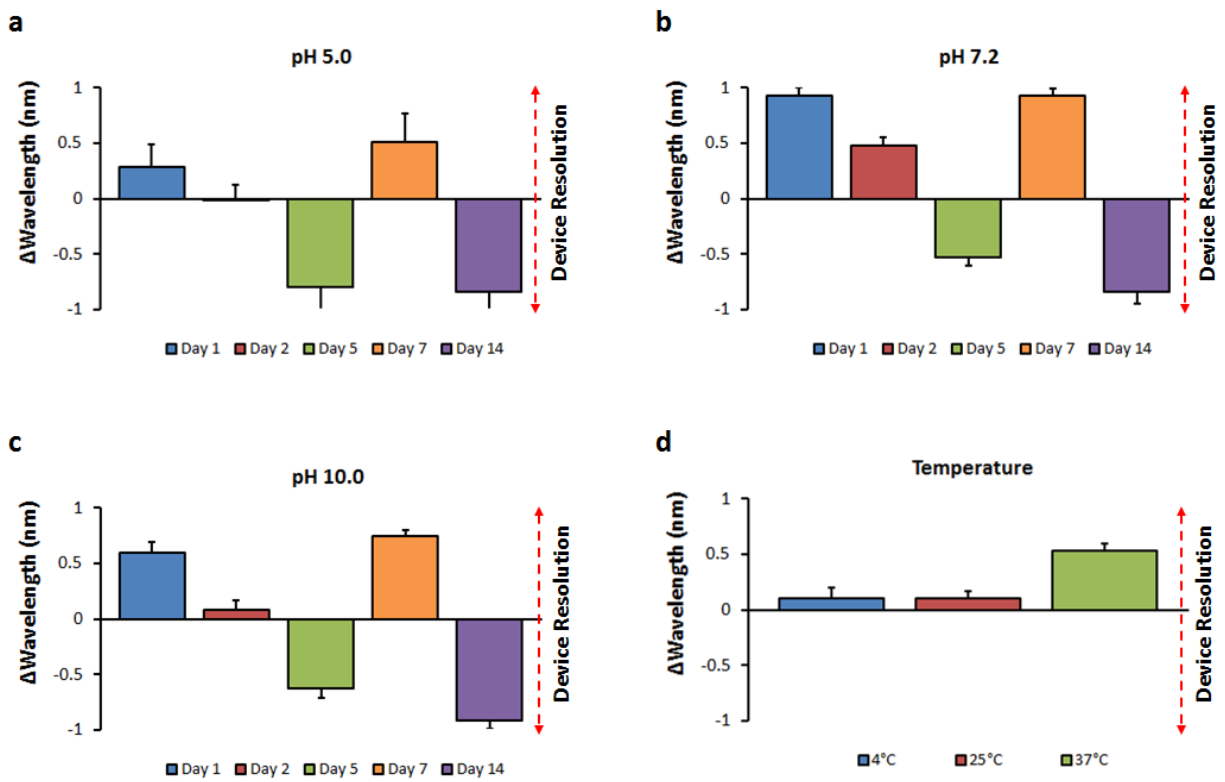 a
pH 5.0
ΔWavelength (nm)
1
0.5
0
-0.5
-1
Device Resolution
Day 1 Day 2 Day 5 Day 7 Day 14
b
pH 7.2
ΔWavelength (nm)
1
0.5
0
-0.5
-1
Device Resolution
Day 1 Day 2 Day 5 Day 7 Day 14
c
pH 10.0
ΔWavelength (nm)
1
0.5
0
-0.5
-1
Device Resolution
Day 1 Day 2 Day 5 Day 7 Day 14
d
Temperature
ΔWavelength (nm)
1
0.5
0
-0.5
-1
Device Resolution
4°C 25°C 37°C